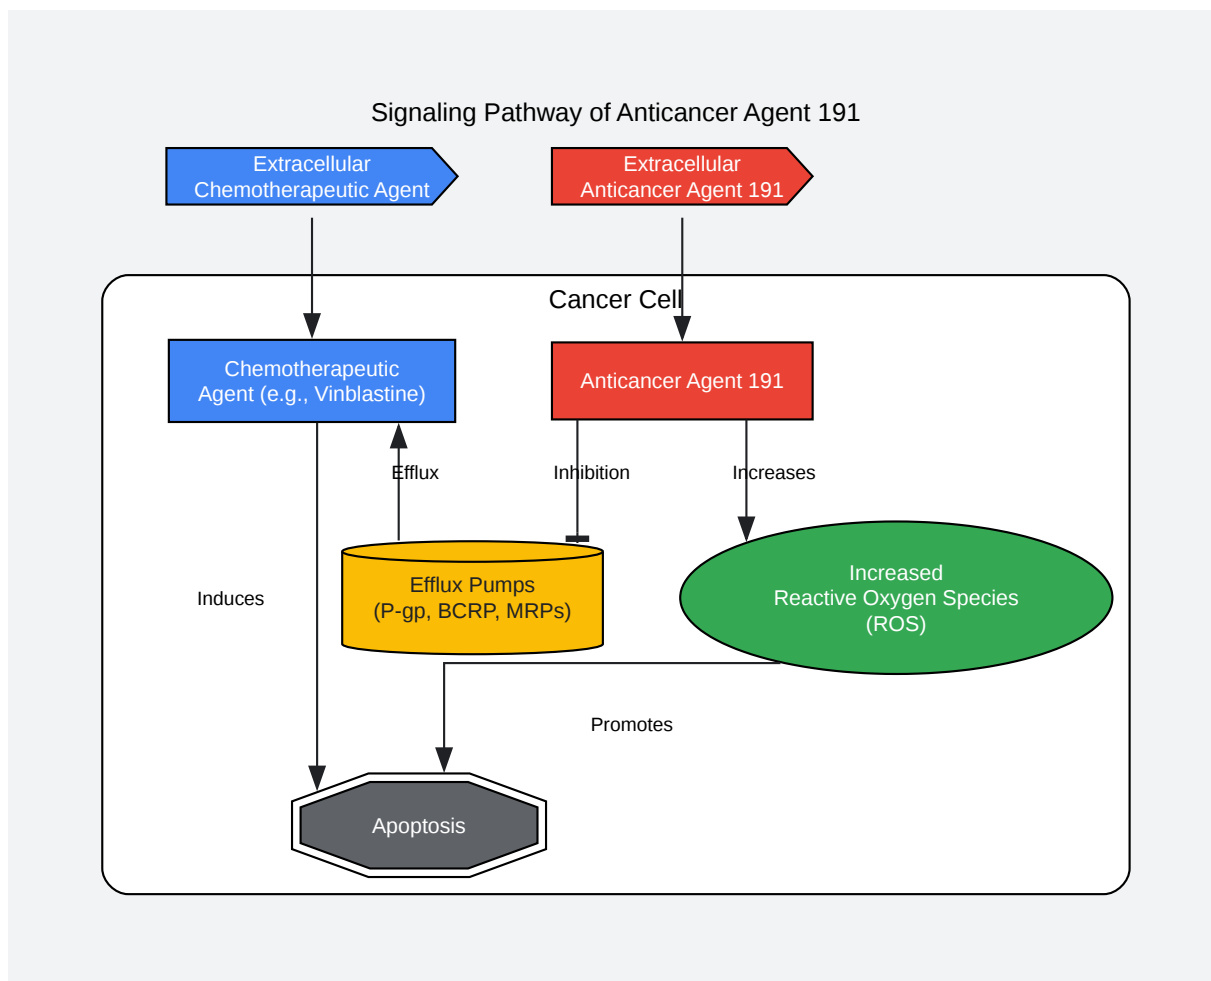 Signaling Pathway of Anticancer Agent 191
Extracellular
Chemotherapeutic Agent
Extracellular
Anticancer Agent 191
Cancer Cell
Chemotherapeutic
Agent (e.g., Vinblastine)
Anticancer Agent 191
Efflux
Inhibition
Increases
Efflux Pumps
(P-gp, BCRP, MRPs)
Increased
Reactive Oxygen Species
(ROS)
Induces
Promotes
Apoptosis